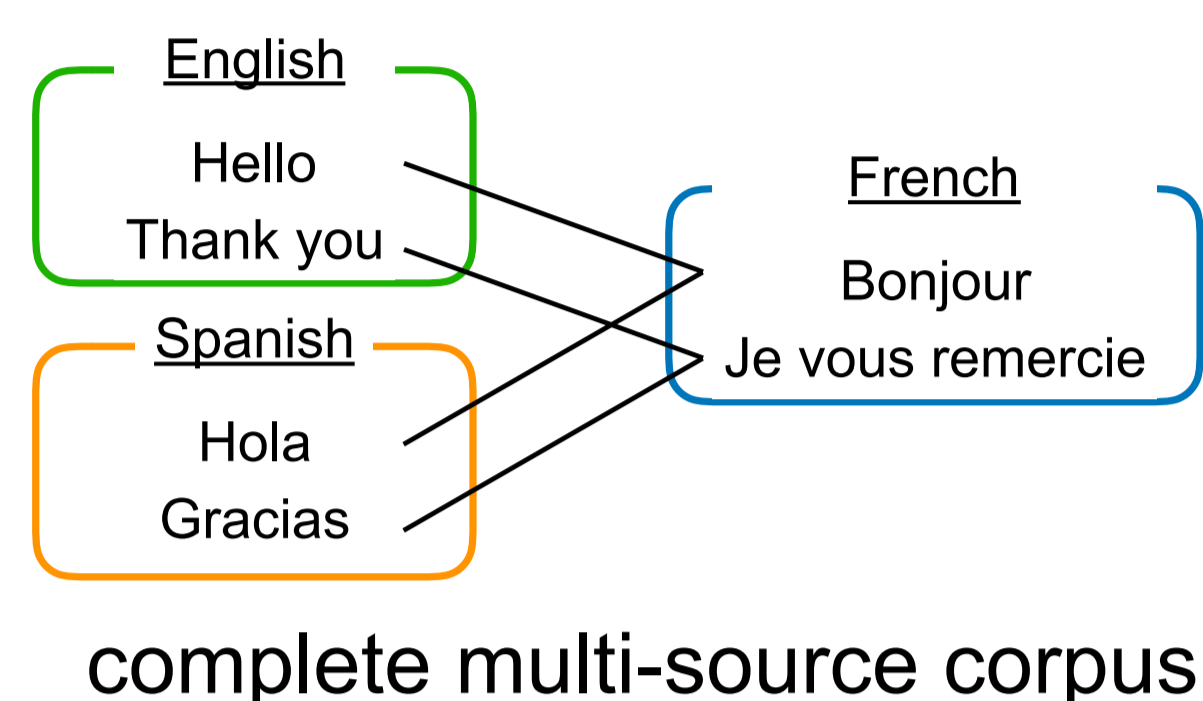 English
Hello
Thank you
Spanish
Hola
Gracias
French
Bonjour
Je vous remercie
complete multi-source corpus